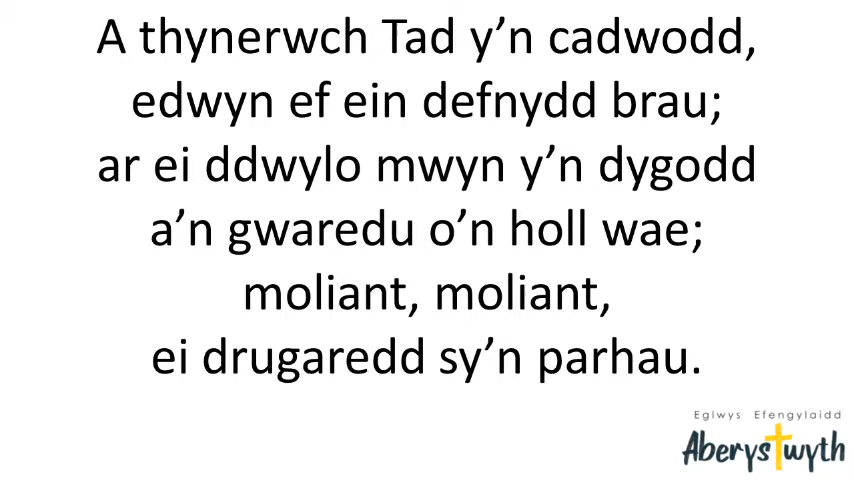 A thynerwch Tad y’n cadwodd,
edwyn ef ein defnydd brau;
ar ei ddwylo mwyn y’n dygodd
a’n gwaredu o’n holl wae;
moliant, moliant,
ei drugaredd sy’n parhau.
Eglwys Efengylaidd
Aberystwyth